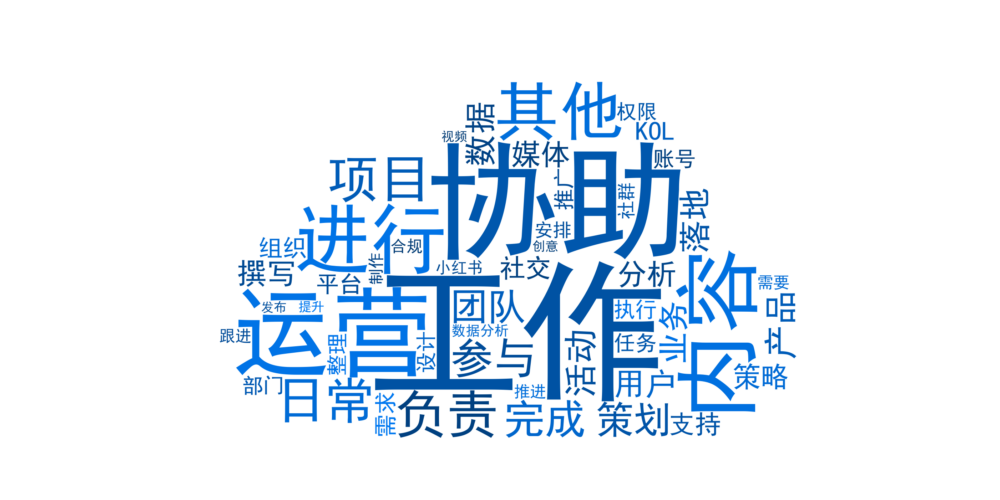 其他
权限
数据
KOL
视频
媒体
账号
协助
项目
推广
社群
落地
进行
安排
组织
合规
创意
撰写
平台
制作
小红书
社交
分析
内容
需要
运营
工作
发布
提升
团队
执行
业务
产品
跟进
整理
设计
数据分析
参与
活动
任务
部门
日常
推进
用户
策略
需求
负责
完成
策划
支持